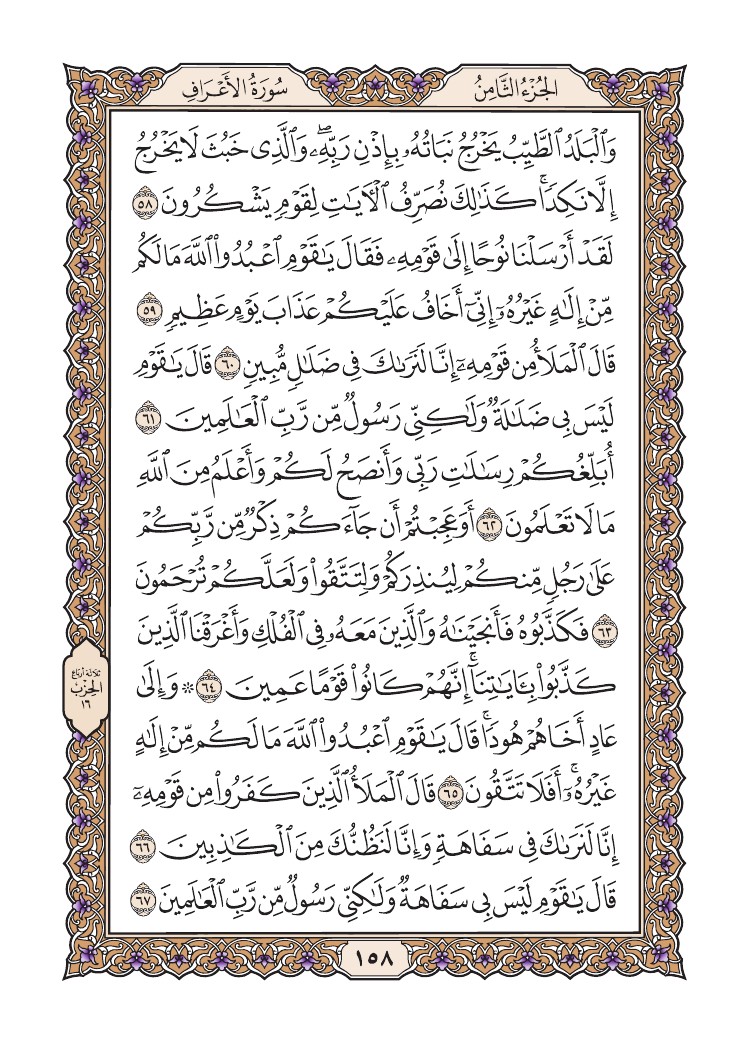 الجُزْءُ الثَّامِنُ
سُورَةُ الأَعْرَافِ
وَٱلْبَلَدُ ٱلطَّيِّبُ يَخْرُجُ نَبَاتُهُۥ بِإِذْنِ رَبِّهِۦۖ وَٱلَّذِى خَبُثَ لَا يَخْرُجُ
إِلَّا نَكِدًاۚ كَذَٰلِكَ نُصَرِّفُ ٱلْـَٔايَٰتِ لِقَوْمٍ يَشْكُرُونَ ٥٨
لَقَدْ أَرْسَلْنَا نُوحًا إِلَىٰ قَوْمِهِۦ فَقَالَ يَٰقَوْمِ ٱعْبُدُوا۟ ٱللَّهَ مَا لَكُم
مِّنْ إِلَٰهٍ غَيْرُهُۥٓ إِنِّىٓ أَخَافُ عَلَيْكُمْ عَذَابَ يَوْمٍ عَظِيمٍ ٥٩
قَالَ ٱلْمَلَأُ مِن قَوْمِهِۦٓ إِنَّا لَنَرَىٰكَ فِى ضَلَٰلٍ مُّبِينٍ ٦٠ قَالَ يَٰقَوْمِ
لَيْسَ بِى ضَلَٰلَةٌ وَلَٰكِنِّى رَسُولٌ مِّن رَّبِّ ٱلْعَٰلَمِينَ ٦١
أُبَلِّغُكُمْ رِسَٰلَٰتِ رَبِّى وَأَنصَحُ لَكُمْ وَأَعْلَمُ مِنَ ٱللَّهِ
مَا لَا تَعْلَمُونَ ٦٢ أَوَعَجِبْتُمْ أَن جَآءَكُمْ ذِكْرٌ مِّن رَّبِّكُمْ
عَلَىٰ رَجُلٍ مِّنكُمْ لِيُنذِرَكُمْ وَلِتَتَّقُوا۟ وَلَعَلَّكُمْ تُرْحَمُونَ
٦٣ فَكَذَّبُوهُ فَأَنجَيْنَٰهُ وَٱلَّذِينَ مَعَهُۥ فِى ٱلْفُلْكِ وَأَغْرَقْنَا ٱلَّذِينَ
كَذَّبُوا۟ بِـَٔايَٰتِنَآۚ إِنَّهُمْ كَانُوا۟ قَوْمًا عَمِينَ ٦٤ * وَإِلَىٰ
عَادٍ أَخَاهُمْ هُودًاۚ قَالَ يَٰقَوْمِ ٱعْبُدُوا۟ ٱللَّهَ مَا لَكُم مِّنْ إِلَٰهٍ
غَيْرُهُۥٓۚ أَفَلَا تَتَّقُونَ ٦٥ قَالَ ٱلْمَلَأُ ٱلَّذِينَ كَفَرُوا۟ مِن قَوْمِهِۦٓ
إِنَّا لَنَرَىٰكَ فِى سَفَاهَةٍ وَإِنَّا لَنَظُنُّكَ مِنَ ٱلْكَٰذِبِينَ ٦٦
قَالَ يَٰقَوْمِ لَيْسَ بِى سَفَاهَةٌ وَلَٰكِنِّى رَسُولٌ مِّن رَّبِّ ٱلْعَٰلَمِينَ ٦٧
ثلاثة أرباع
الحِزْب
١٦
١٥٨